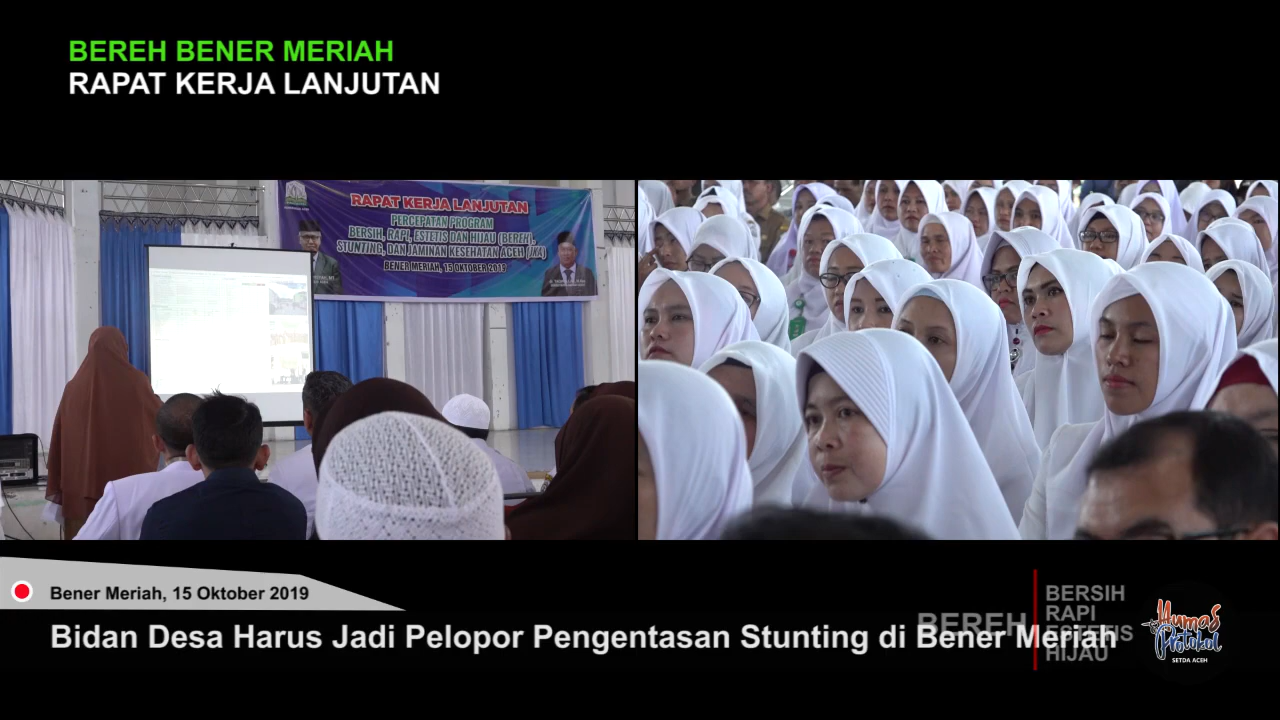 BEREH BENER MERIAH
RAPAT KERJA LANJUTAN
RAPAT KERJA LANJUTAN
PERCEPATAN PROGRAM
BERSIH, RAPI, ESTETIS DAN HIJAU (BEREH),
STUNTING, DAN JAMINAN KESEHATAN ACEH (JKA)
BENER MERIAH, 15 OKTOBER 2019
Bener Meriah, 15 Oktober 2019
Bidan Desa Harus Jadi Pelopor Pengentasan Stunting di Bener Meriah
BEREH
BERSIH
RAPI
ESTETIS
HIJAU
Humas
Protokol
SETDA ACEH